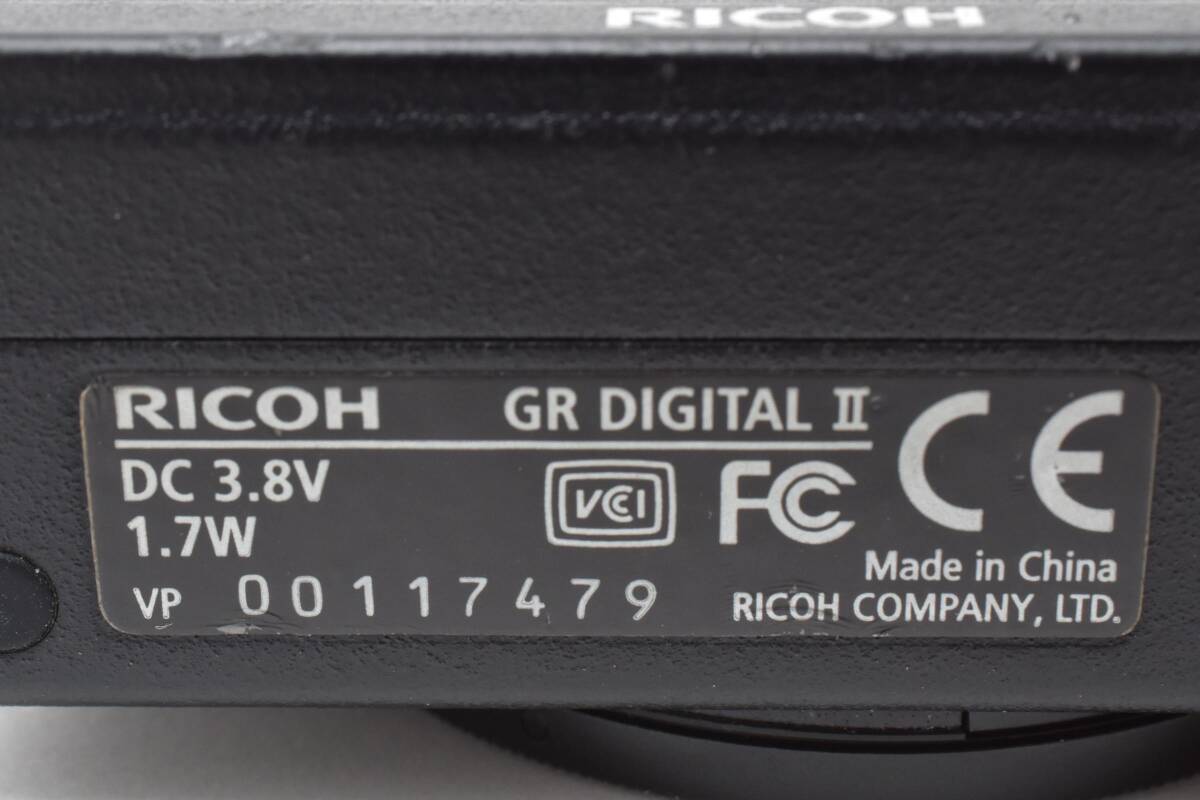 RICOH
RICOH GR DIGITAL II CE
DC 3.8V
1.7W
VCCI FCC
Made in China
VP 00117479 RICOH COMPANY, LTD.